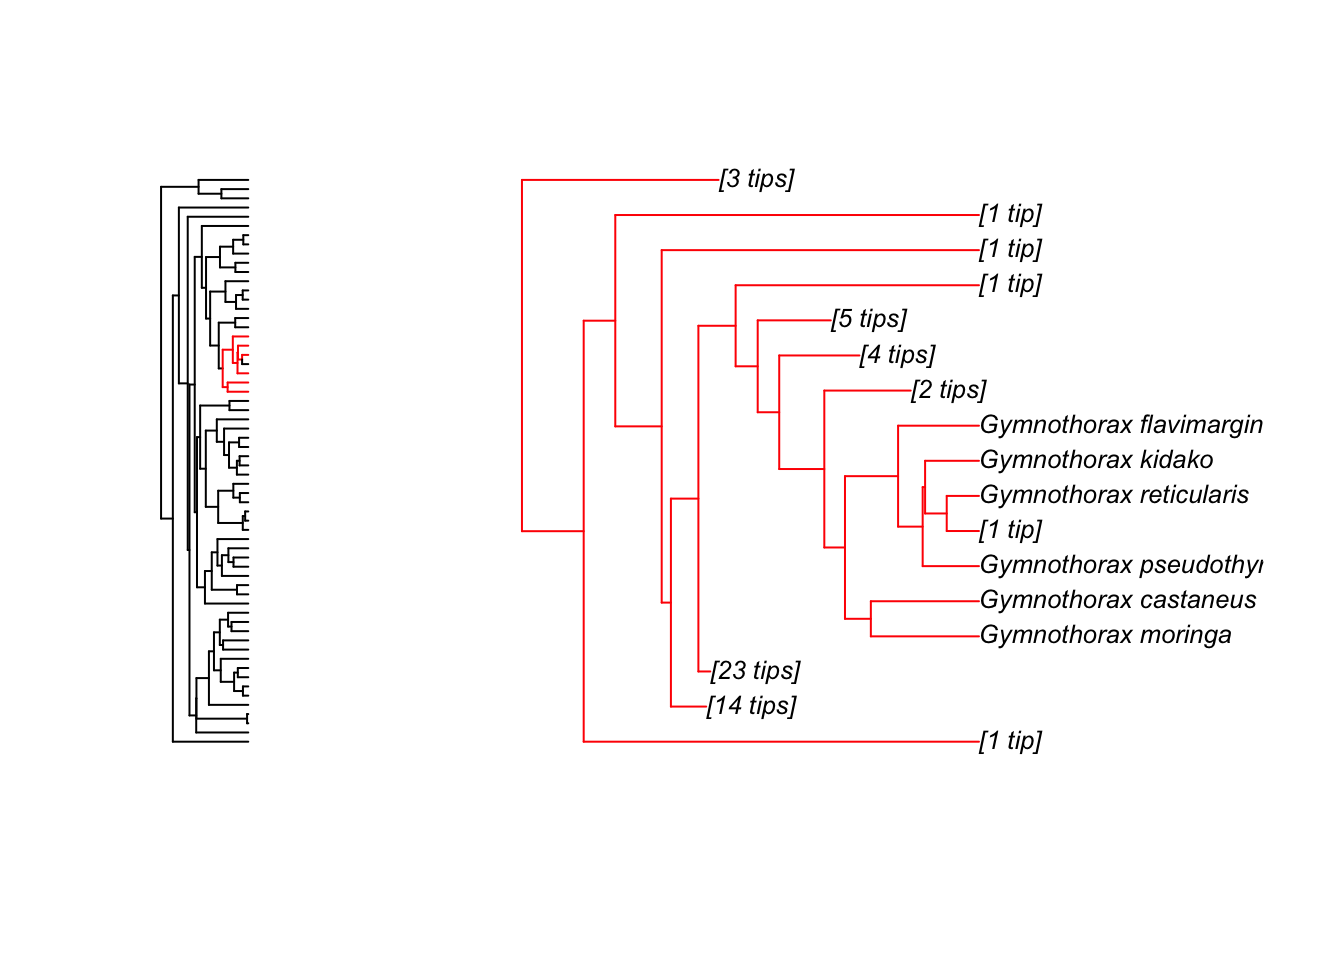 [3 tips]
[1 tip]
[1 tip]
[1 tip]
[5 tips]
[4 tips]
[2 tips]
Gymnothorax flavimargin
Gymnothorax kidako
Gymnothorax reticularis
[1 tip]
Gymnothorax pseudothyr
Gymnothorax castaneus
Gymnothorax moringa
[23 tips]
[14 tips]
[1 tip]